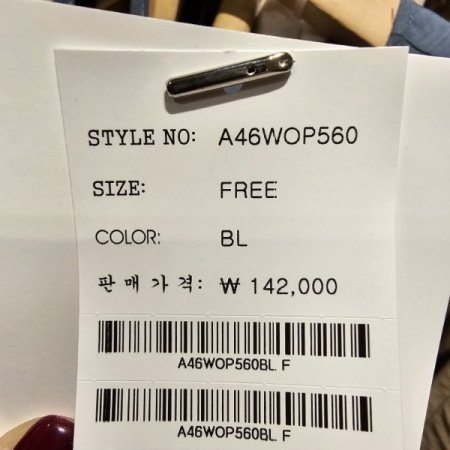 STYLE NO: A46WOP560
SIZE: FREE
COLOR: BL
판매가격: ₩ 142,000
A46WOP560BL F
A46WOP560BL F